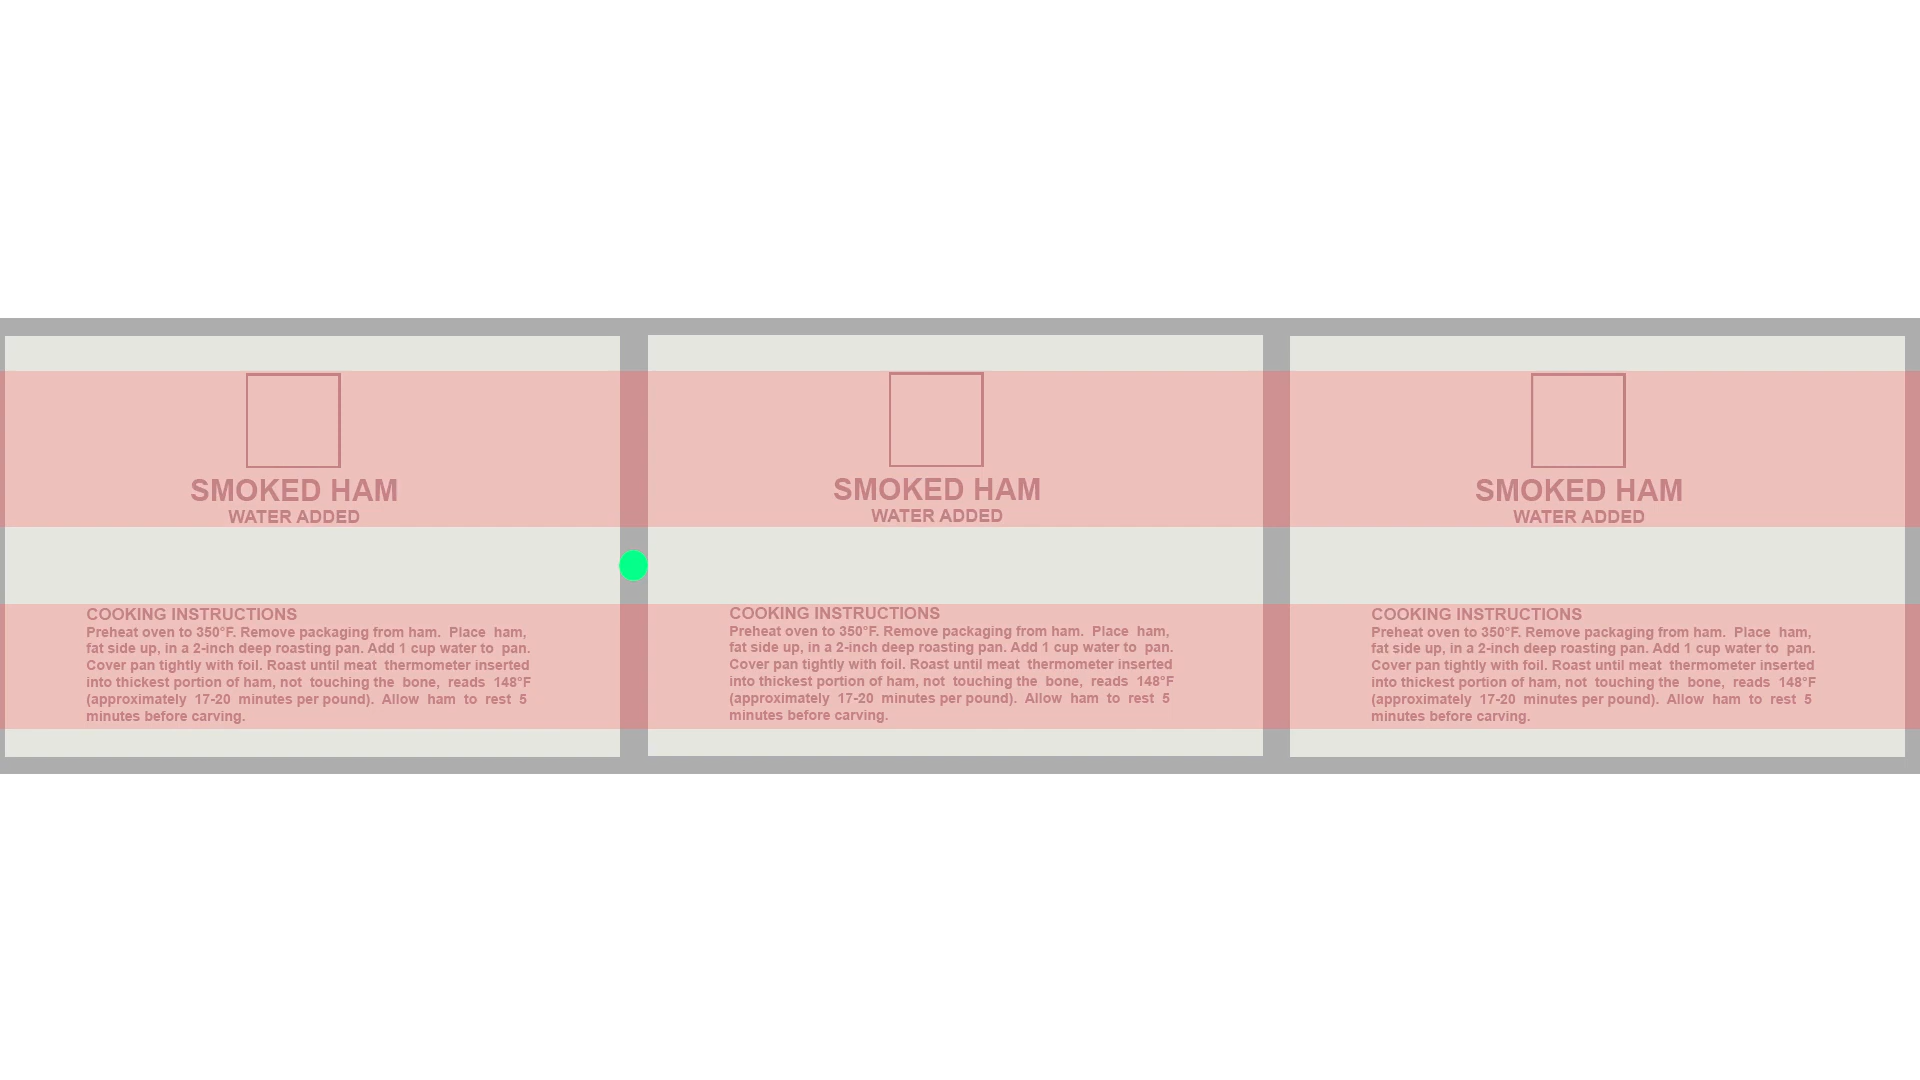 SMOKED HAM
WATER ADDED
COOKING INSTRUCTIONS
Preheat oven to 350°F. Remove packaging from ham. Place ham,
fat side up, in a 2-inch deep roasting pan. Add 1 cup water to pan.
Cover pan tightly with foil. Roast until meat thermometer inserted
into thickest portion of ham, not touching the bone, reads 148°F
(approximately 17-20 minutes per pound). Allow ham to rest 5
minutes before carving.
SMOKED HAM
WATER ADDED
COOKING INSTRUCTIONS
Preheat oven to 350°F. Remove packaging from ham. Place ham,
fat side up, in a 2-inch deep roasting pan. Add 1 cup water to pan.
Cover pan tightly with foil. Roast until meat thermometer inserted
into thickest portion of ham, not touching the bone, reads 148°F
(approximately 17-20 minutes per pound). Allow ham to rest 5
minutes before carving.
SMOKED HAM
WATER ADDED
COOKING INSTRUCTIONS
Preheat oven to 350°F. Remove packaging from ham. Place ham,
fat side up, in a 2-inch deep roasting pan. Add 1 cup water to pan.
Cover pan tightly with foil. Roast until meat thermometer inserted
into thickest portion of ham, not touching the bone, reads 148°F
(approximately 17-20 minutes per pound). Allow ham to rest 5
minutes before carving.